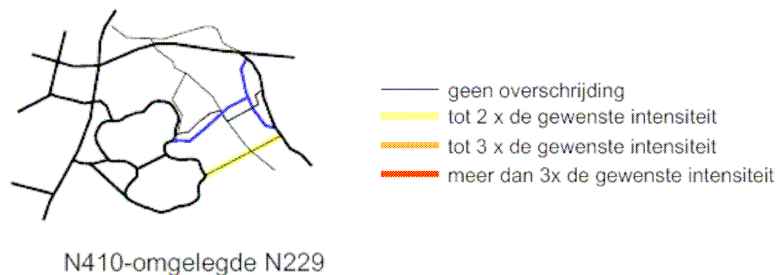 geen overschrijding
tot 2 x de gewenste intensiteit
tot 3 x de gewenste intensiteit
meer dan 3x de gewenste intensiteit
N410-omgelegde N229